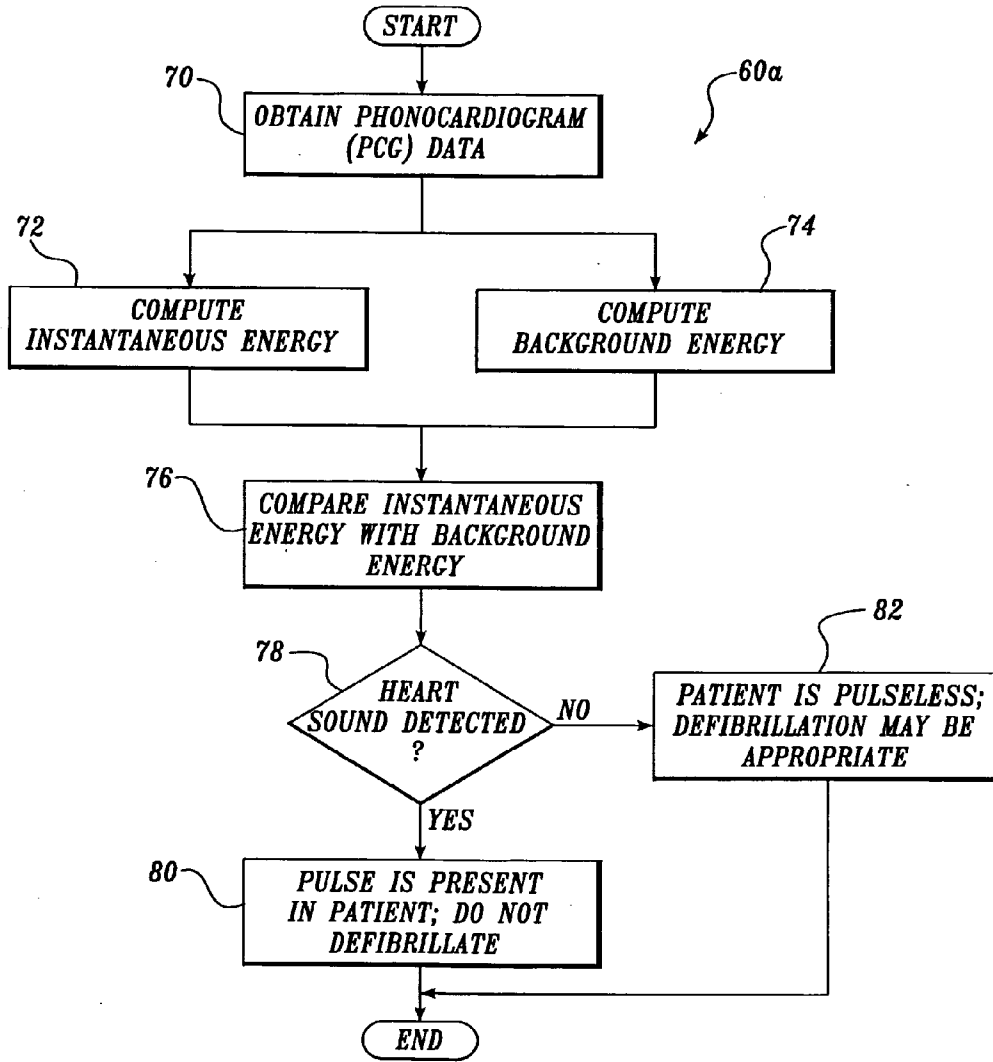 START
70
60a
OBTAIN PHONOCARDIOGRAM
(PCG) DATA
72
74
COMPUTE
INSTANTANEOUS ENERGY
COMPUTE
BACKGROUND ENERGY
76
COMPARE INSTANTANEOUS
ENERGY WITH BACKGROUND
ENERGY
78
HEART
SOUND DETECTED
?
NO
82
PATIENT IS PULSELESS;
DEFIBRILLATION MAY BE
APPROPRIATE
YES
80
PULSE IS PRESENT
IN PATIENT; DO NOT
DEFIBRILLATE
END